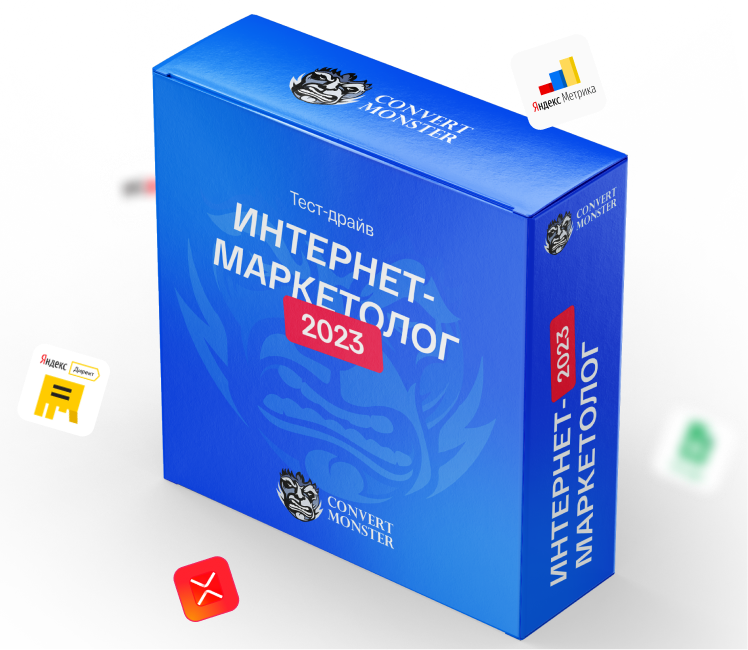 CONVERT
MONSTER
Яндекс Метрика
Тест-драйв
ИНТЕРНЕТ-
МАРКЕТОЛОГ
2023
CONVERT
MONSTER
CONVERT
MONSTER
ИНТЕРНЕТ-2023
МАРКЕТОЛОГ
Яндекс Директ